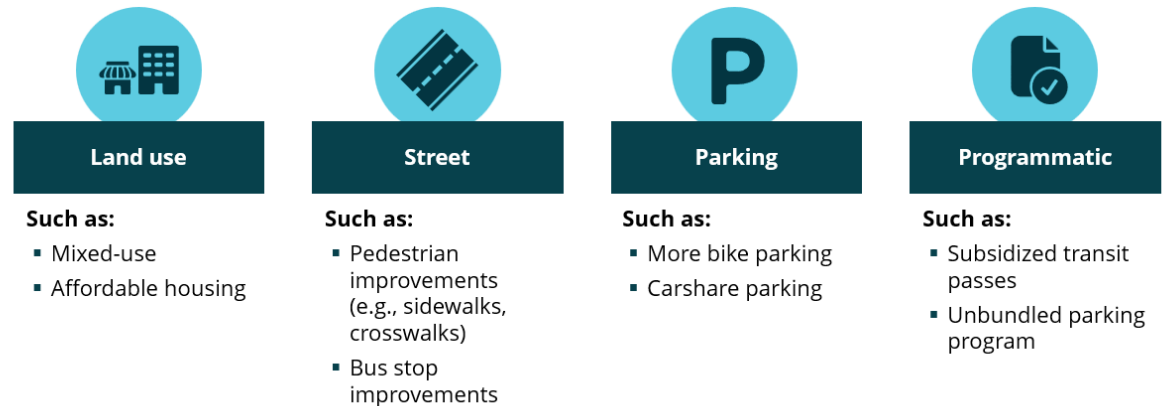 Land use
Such as:
▪ Mixed-use
▪ Affordable housing
Street
Such as:
▪ Pedestrian
improvements
(e.g., sidewalks,
crosswalks)
▪ Bus stop
improvements
P
Parking
Such as:
▪ More bike parking
▪ Carshare parking
Programmatic
Such as:
▪ Subsidized transit
passes
▪ Unbundled parking
program